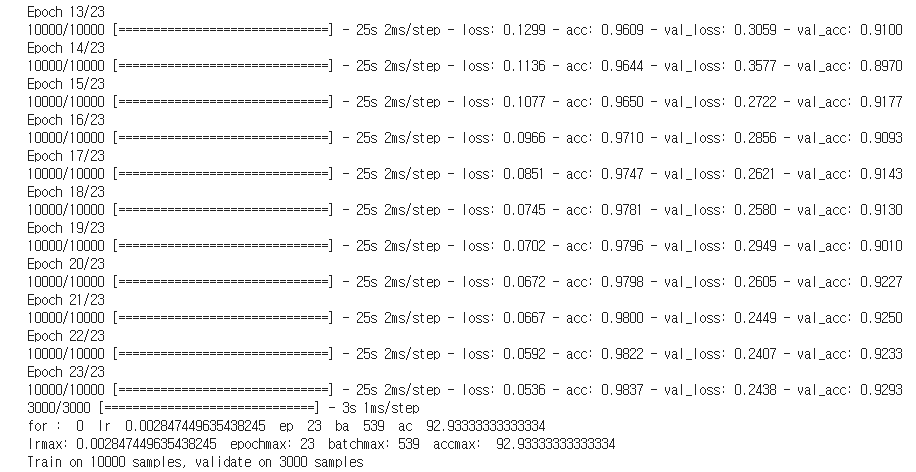 Epoch 13/23
10000/10000 [==============================] - 25s 2ms/step - loss: 0.1299 - acc: 0.9609 - val_loss: 0.3059 - val_acc: 0.9100
Epoch 14/23
10000/10000 [==============================] - 25s 2ms/step - loss: 0.1136 - acc: 0.9644 - val_loss: 0.3577 - val_acc: 0.8970
Epoch 15/23
10000/10000 [==============================] - 25s 2ms/step - loss: 0.1077 - acc: 0.9650 - val_loss: 0.2722 - val_acc: 0.9177
Epoch 16/23
10000/10000 [==============================] - 25s 2ms/step - loss: 0.0966 - acc: 0.9710 - val_loss: 0.2856 - val_acc: 0.9093
Epoch 17/23
10000/10000 [==============================] - 25s 2ms/step - loss: 0.0851 - acc: 0.9747 - val_loss: 0.2621 - val_acc: 0.9143
Epoch 18/23
10000/10000 [==============================] - 25s 2ms/step - loss: 0.0745 - acc: 0.9781 - val_loss: 0.2580 - val_acc: 0.9130
Epoch 19/23
10000/10000 [==============================] - 25s 2ms/step - loss: 0.0702 - acc: 0.9796 - val_loss: 0.2949 - val_acc: 0.9010
Epoch 20/23
10000/10000 [==============================] - 25s 2ms/step - loss: 0.0672 - acc: 0.9798 - val_loss: 0.2605 - val_acc: 0.9227
Epoch 21/23
10000/10000 [==============================] - 25s 2ms/step - loss: 0.0667 - acc: 0.9800 - val_loss: 0.2449 - val_acc: 0.9250
Epoch 22/23
10000/10000 [==============================] - 25s 2ms/step - loss: 0.0592 - acc: 0.9822 - val_loss: 0.2407 - val_acc: 0.9233
Epoch 23/23
10000/10000 [==============================] - 25s 2ms/step - loss: 0.0536 - acc: 0.9837 - val_loss: 0.2438 - val_acc: 0.9293
3000/3000 [==============================] - 3s 1ms/step
for :  0  lr  0.002847449635438245  ep  23  ba  539  ac  92.93333333333334
lrmax: 0.002847449635438245  epochmax: 23  batchmax: 539  accmax:  92.93333333333334
Train on 10000 samples, validate on 3000 samples